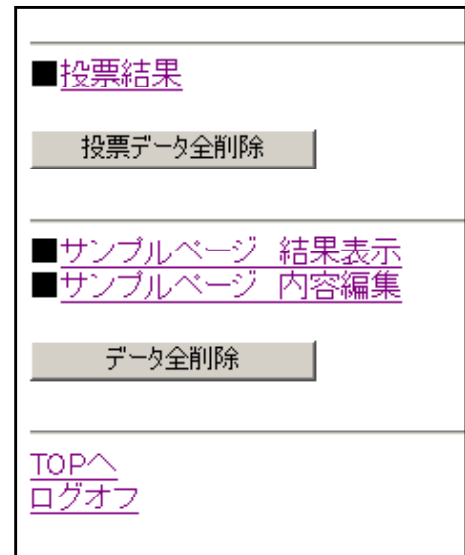 ■投票結果
投票データ全削除
■サンプルページ 結果表示
■サンプルページ 内容編集
データ全削除
TOPへ
ログオフ